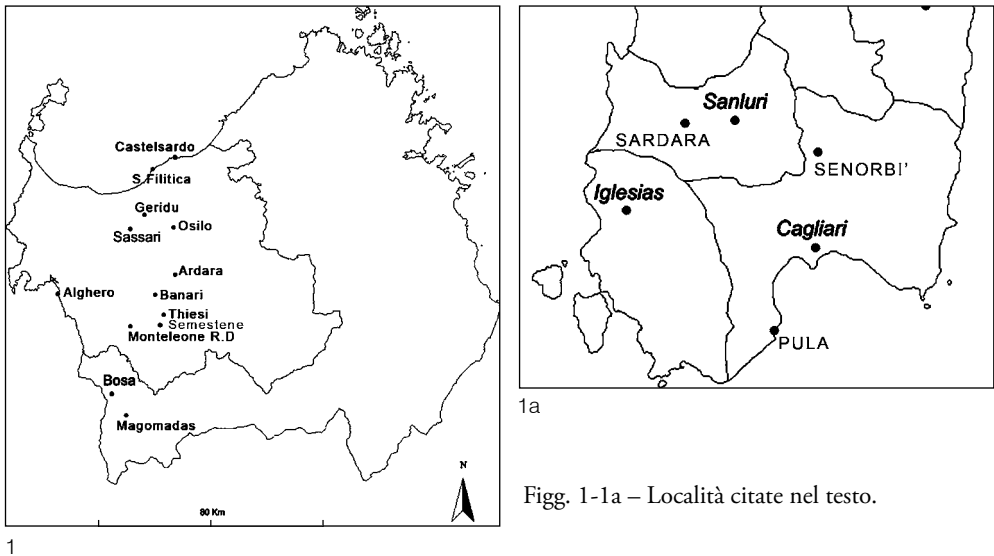 Castelsardo
S.Filitica
Geridu
Osilo
Sassari
Ardara
Alghero
Banari
Thiesi
Semestene
Monteleone R.D
Bosa
Magomadas
N
80 Km
1
Sanluri
SARDARA
SENORBI'
Iglesias
Cagliari
PULA
1a
Figg. 1-1a – Località citate nel testo.